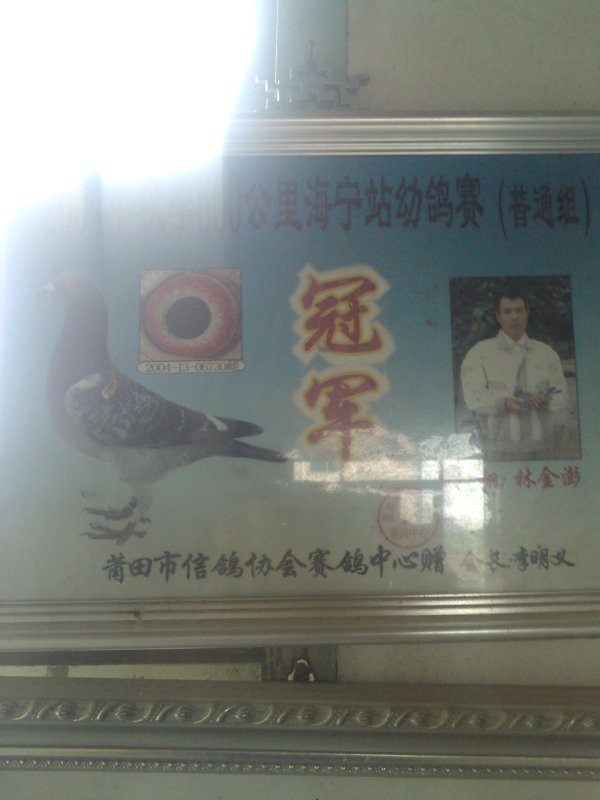 公里海宁站幼鸽赛（普通组）
2004-13-06730
冠
军
林金澎
莆田市信鸽协会赛鸽中心赠 会长:李明义